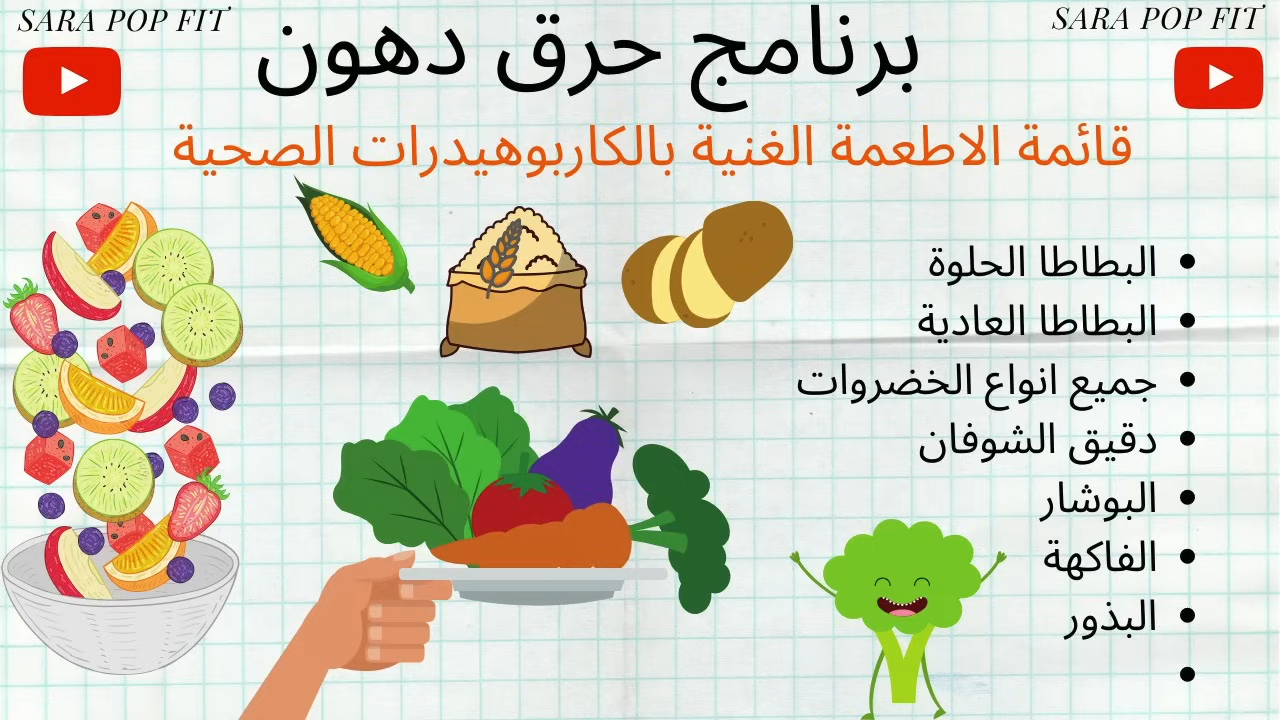 SARA POP FIT
SARA POP FIT
برنامج حرق دهون
قائمة الاطعمة الغنية بالكاربوهيدرات الصحية
• البطاطا الحلوة
• البطاطا العادية
• جميع انواع الخضروات
• دقيق الشوفان
• البوشار
• الفاكهة
• البذور
•